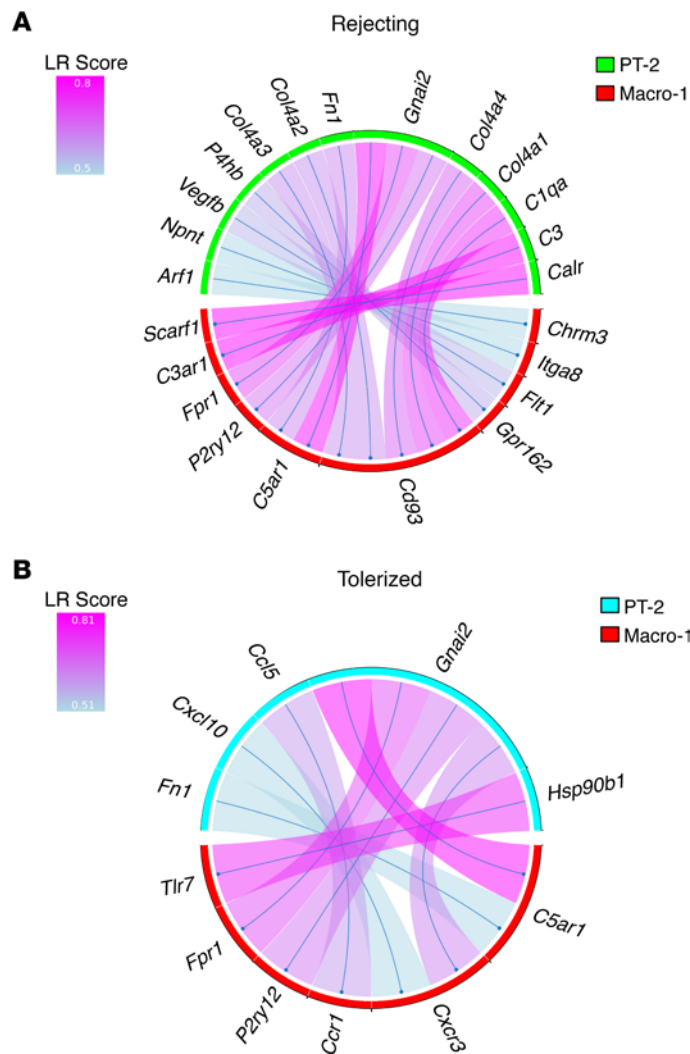 A
Rejecting
LR Score
0.8
0.5
PT-2
Macro-1
Arf1
Npnt
Vegfb
P4hb
Col4a3
Col4a2
Fn1
Gnai2
Col4a4
Col4a1
C1qa
C3
Calr
Scarf1
C3ar1
Fpr1
P2ry12
C5ar1
Cd93
Gpr162
Flt1
Itga8
Chrm3
B
Tolerized
LR Score
0.81
0.51
PT-2
Macro-1
Fn1
Cxcl10
Ccl5
Gnai2
Hsp90b1
Tlr7
Fpr1
P2ry12
Ccr1
Cxcr3
C5ar1